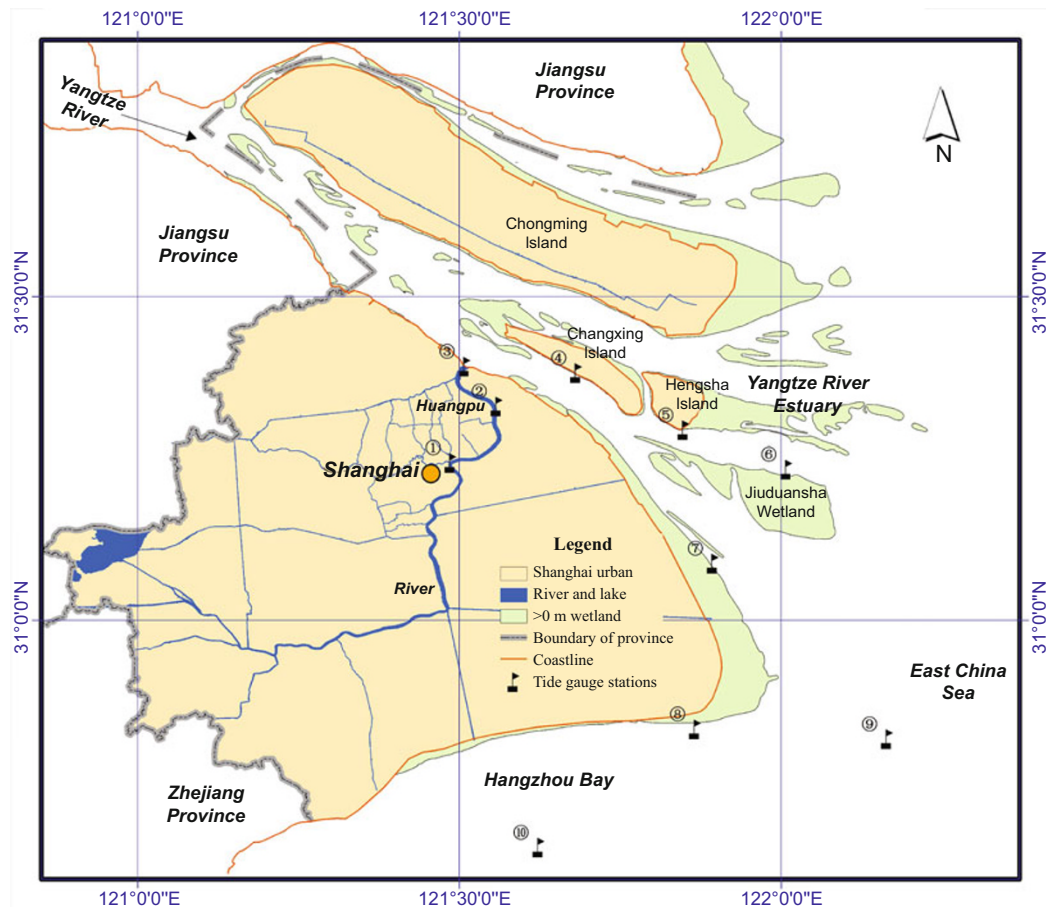 121°0'0"E
121°30'0"E
122°0'0"E
Jiangsu
Province
Yangtze
River
N
Chongming
Island
Jiangsu
Province
31°30'0"N
31°30'0"N
Changxing
Island
③
④
②
Hengsha
Island
Yangtze River
Estuary
Huangpu
⑤
①
⑥
Shanghai
Jiuduansha
Wetland
⑦
Legend
Shanghai urban
River and lake
>0 m wetland
Boundary of province
Coastline
Tide gauge stations
River
31°0'0"N
31°0'0"N
East China
Sea
⑧
⑨
Hangzhou Bay
Zhejiang
Province
⑩
121°0'0"E
121°30'0"E
122°0'0"E